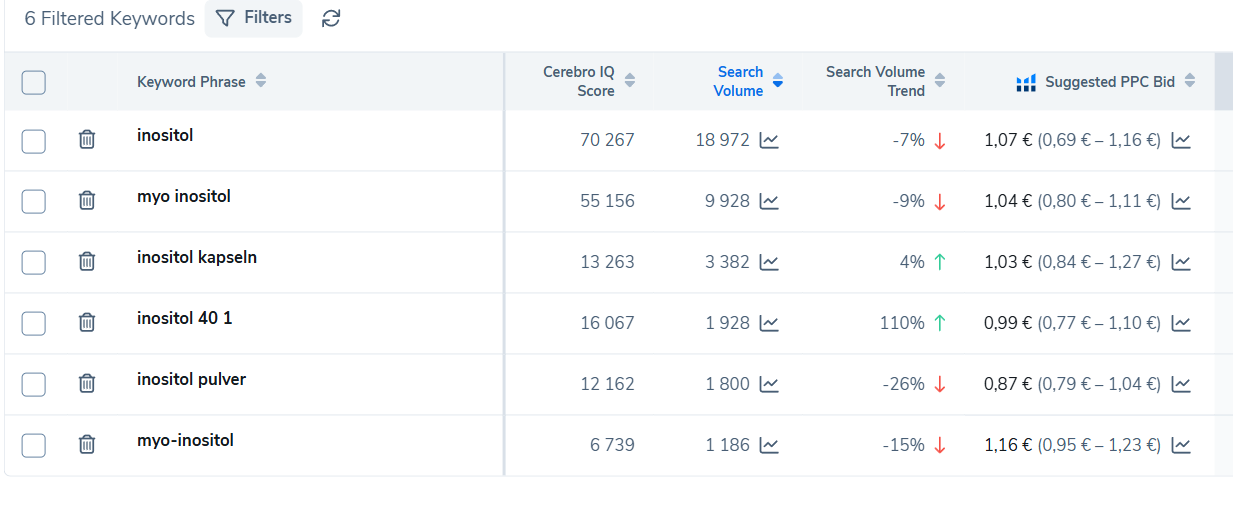 6 Filtered Keywords Filters
Keyword Phrase Cerebro IQ Score Search Volume Search Volume Trend Suggested PPC Bid
inositol 70 267 18 972 -7% 1,07 € (0,69 € – 1,16 €)
myo inositol 55 156 9 928 -9% 1,04 € (0,80 € – 1,11 €)
inositol kapseln 13 263 3 382 4% 1,03 € (0,84 € – 1,27 €)
inositol 40 1 16 067 1 928 110% 0,99 € (0,77 € – 1,10 €)
inositol pulver 12 162 1 800 -26% 0,87 € (0,79 € – 1,04 €)
myo-inositol 6 739 1 186 -15% 1,16 € (0,95 € – 1,23 €)